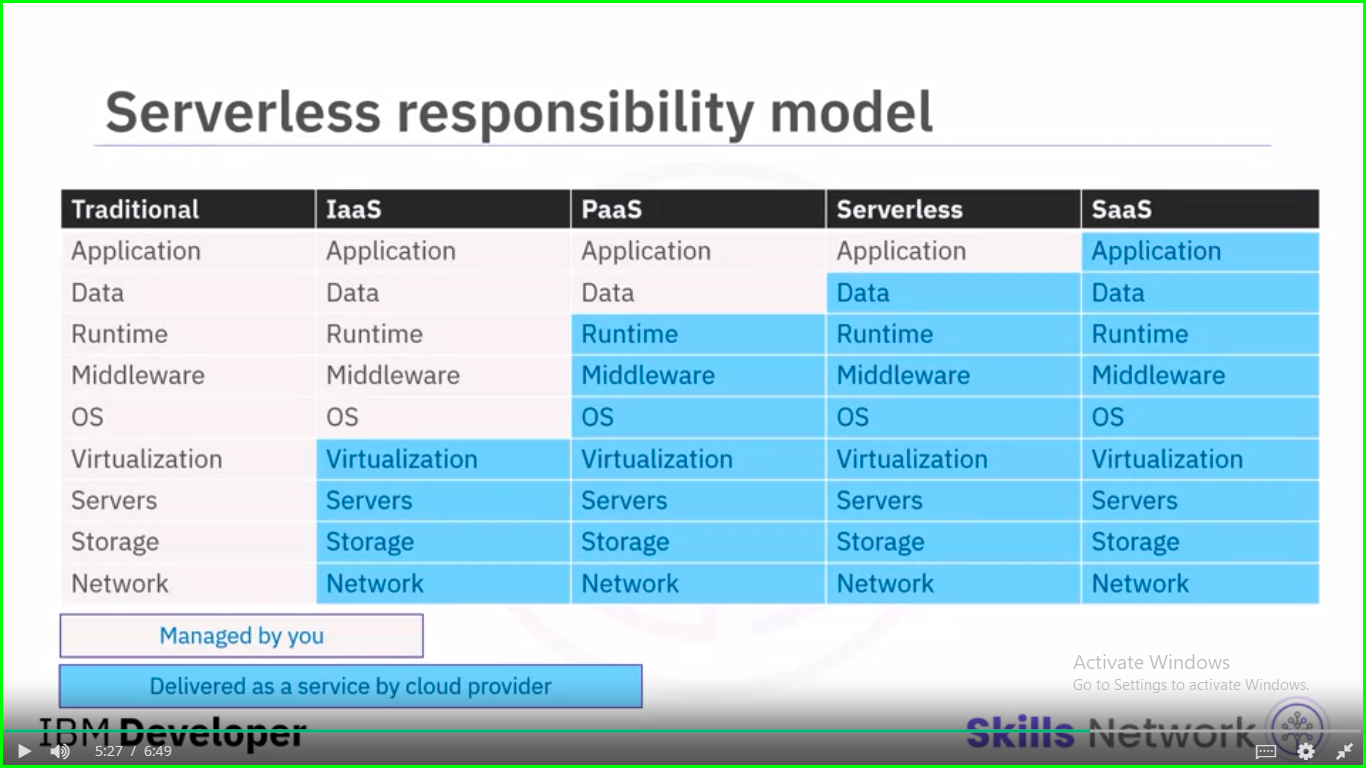 Serverless responsibility model
Traditional IaaS PaaS Serverless SaaS
Application Application Application Application Application
Data Data Data Data Data
Runtime Runtime Runtime Runtime Runtime
Middleware Middleware Middleware Middleware Middleware
OS OS OS OS OS
Virtualization Virtualization Virtualization Virtualization Virtualization
Servers Servers Servers Servers Servers
Storage Storage Storage Storage Storage
Network Network Network Network Network
Managed by you
Delivered as a service by cloud provider
Activate Windows
Go to Settings to activate Windows.
IBM Developer
Skills Network
5:27 / 6:49